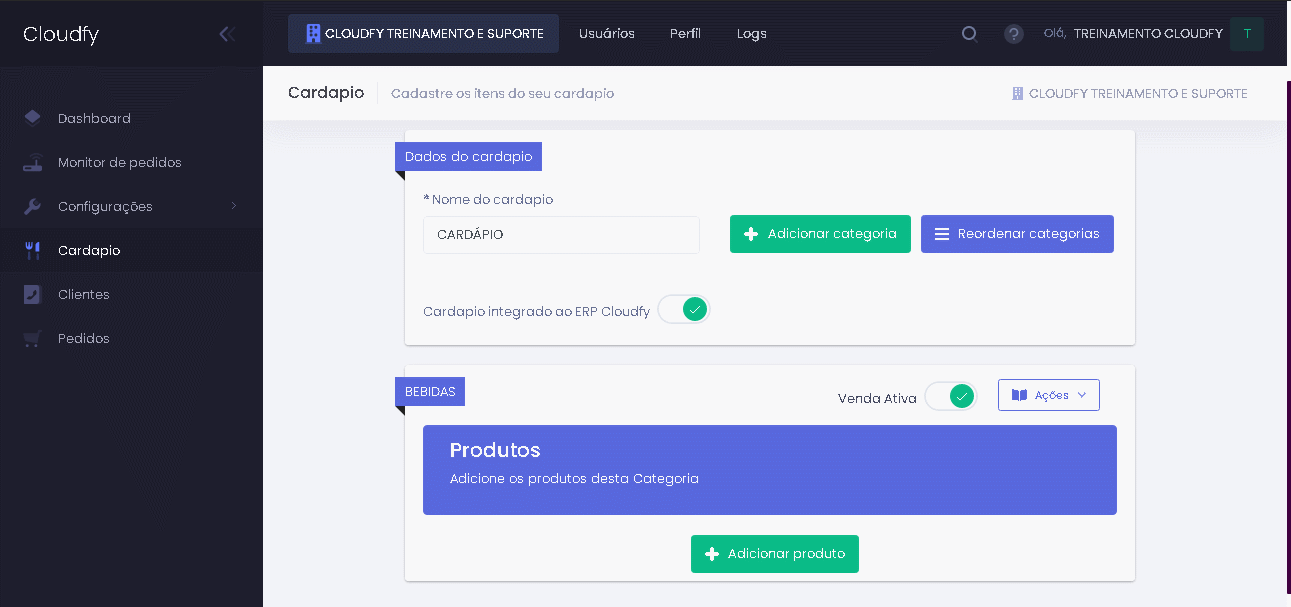 Cloudfy
CLOUDFY TREINAMENTO E SUPORTE
Usuários
Perfil
Logs
?
Olá, TREINAMENTO CLOUDFY
T
Cardapio
Cadastre os itens do seu cardapio
CLOUDFY TREINAMENTO E SUPORTE
Dashboard
Monitor de pedidos
Configurações
Cardapio
Clientes
Pedidos
Dados do cardapio
* Nome do cardapio
CARDÁPIO
Adicionar categoria
Reordenar categorias
Cardapio integrado ao ERP Cloudfy
BEBIDAS
Venda Ativa
Ações
Produtos
Adicione os produtos desta Categoria
Adicionar produto